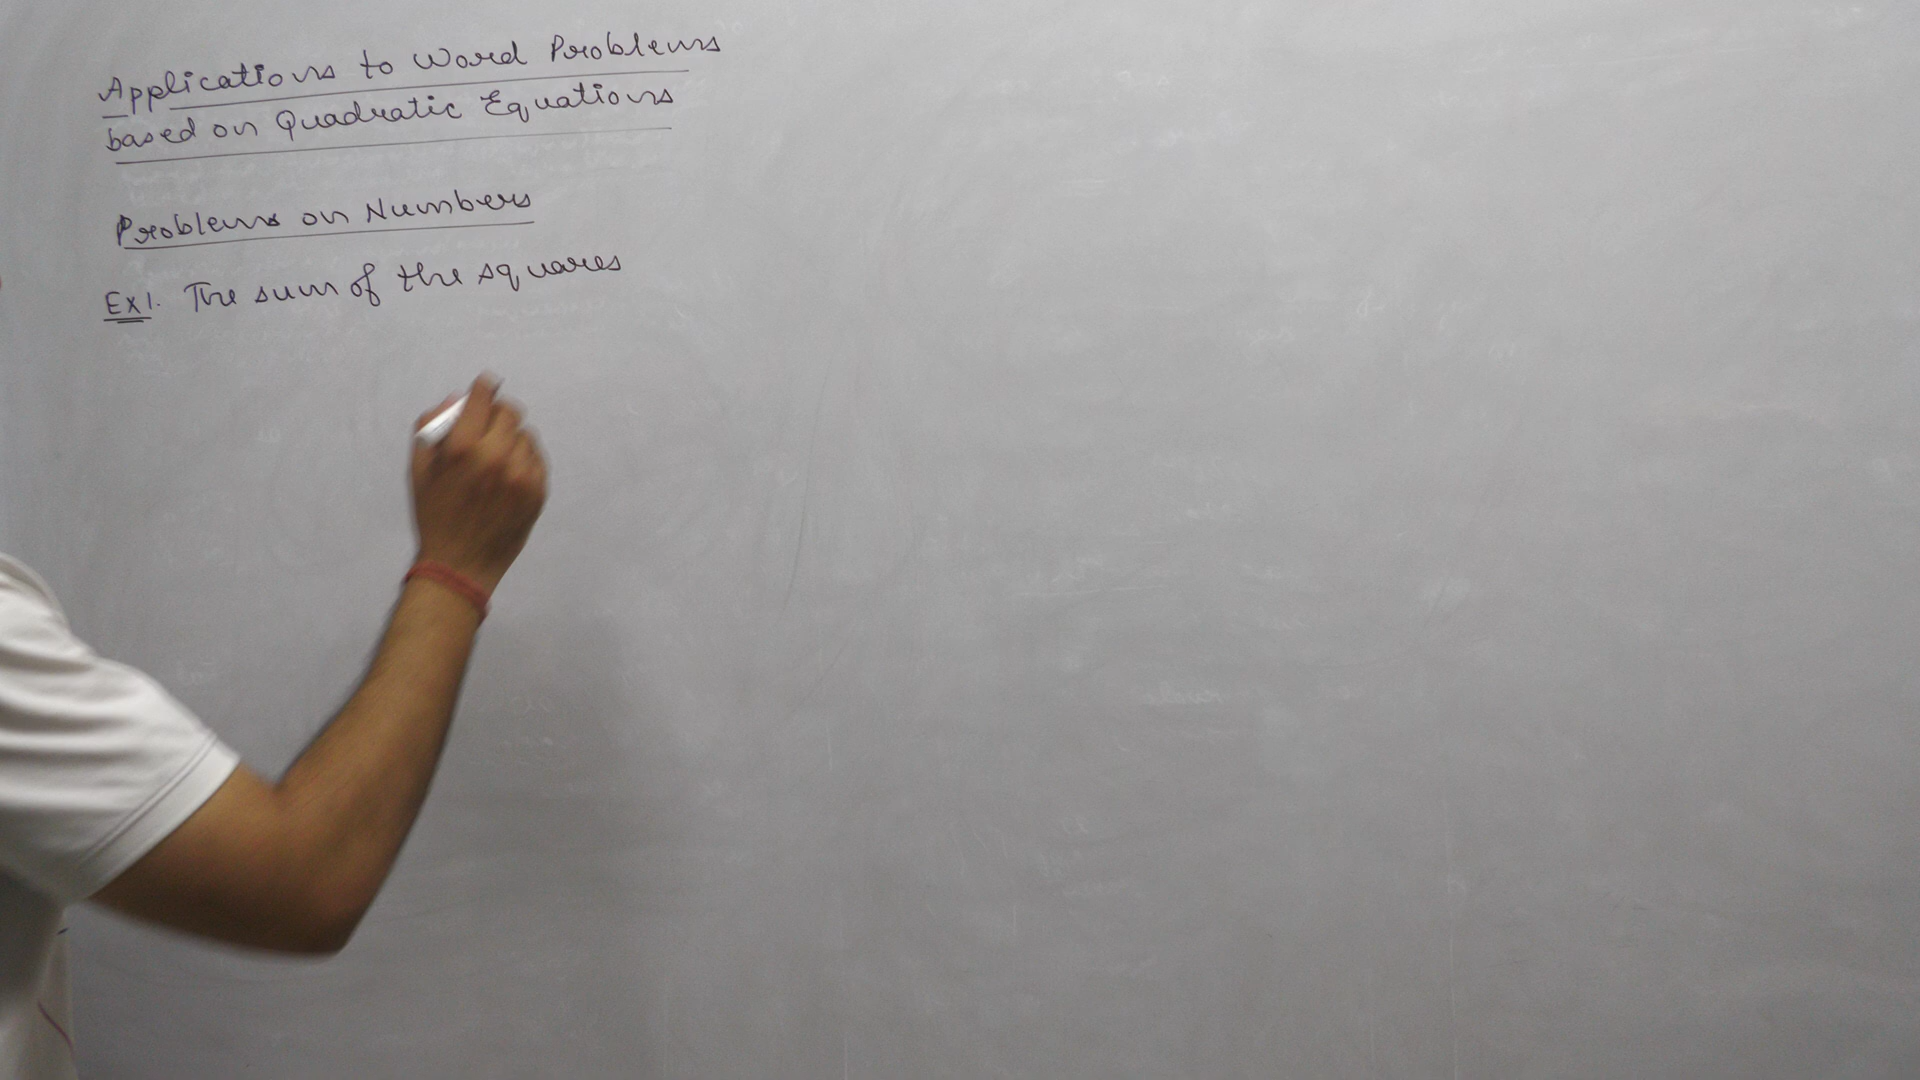 Applications to Word Problems
based on Quadratic Equations
Problems on Numbers
Ex1. The sum of the squares